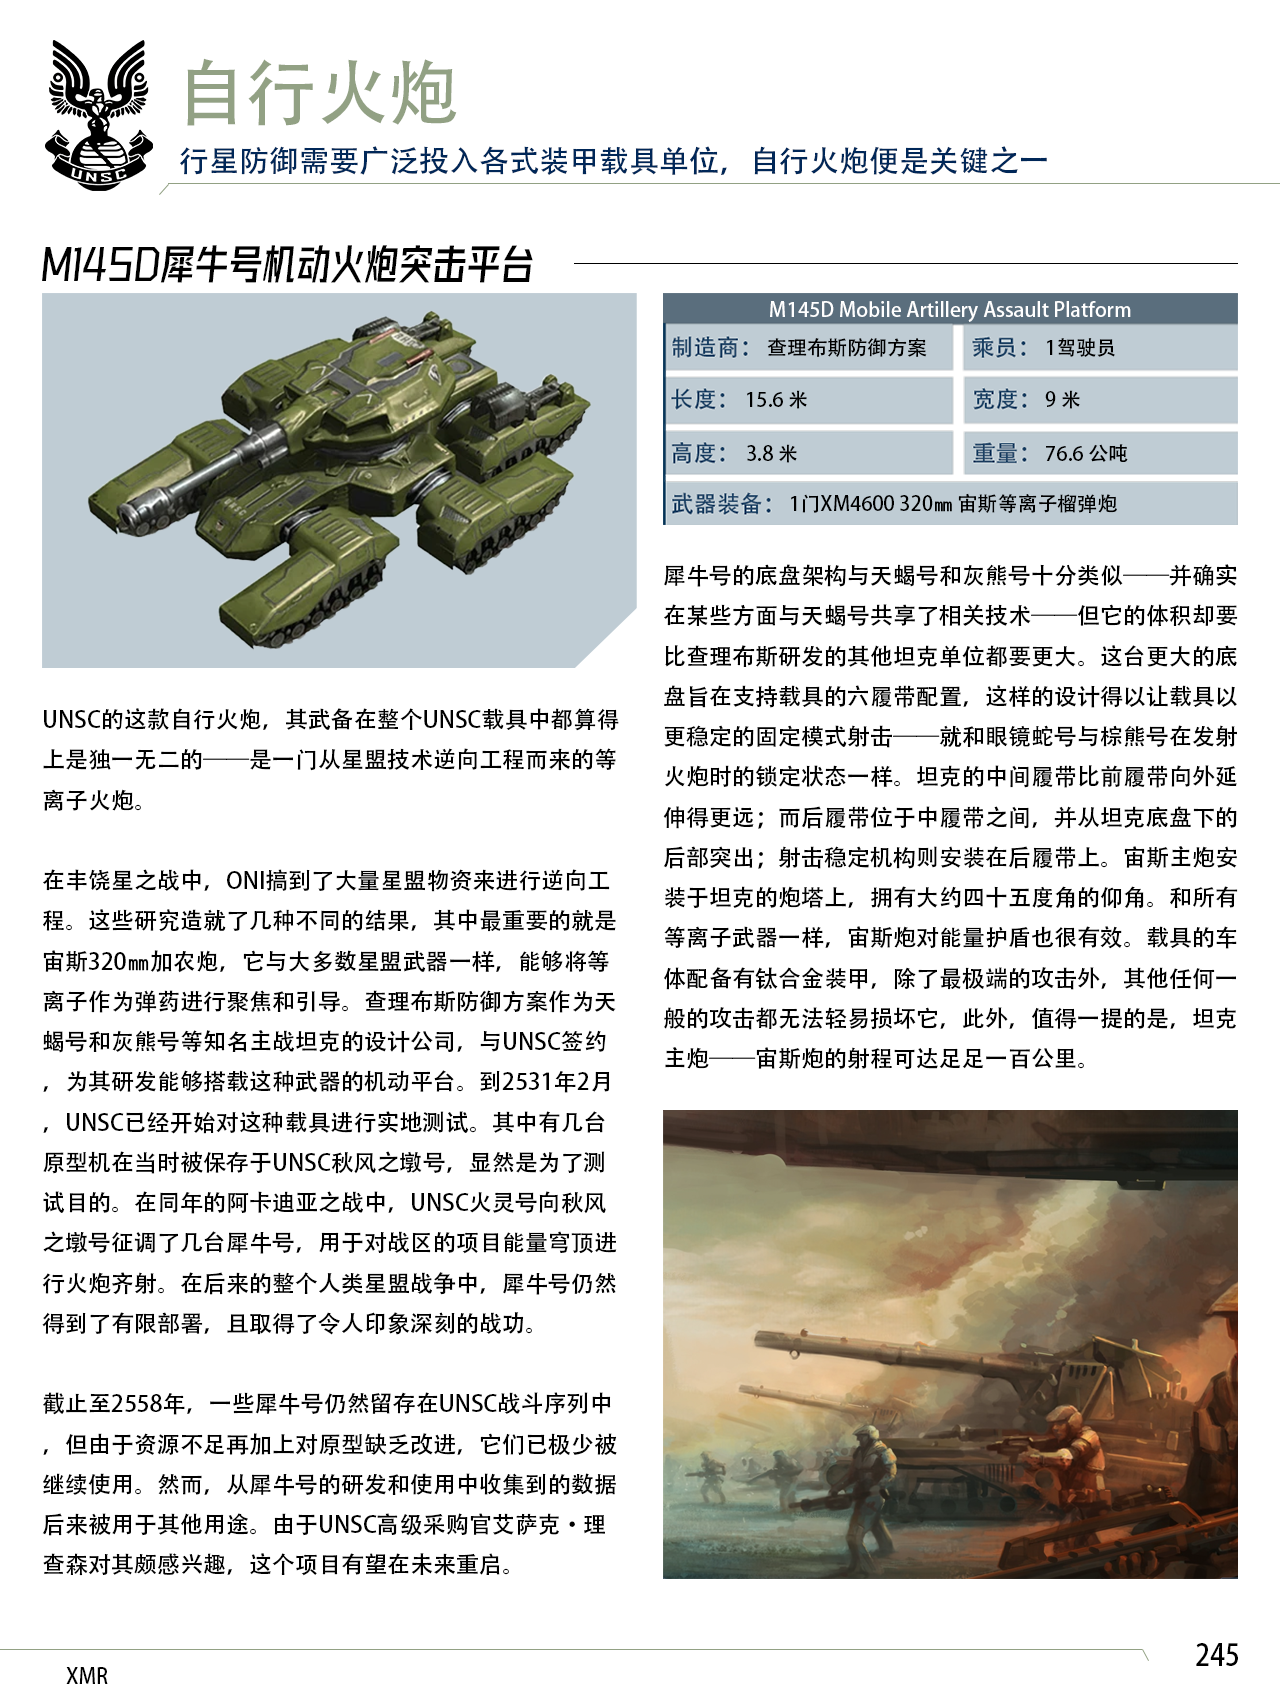 UNSC
自行火炮
行星防御需要广泛投入各式装甲载具单位，自行火炮便是关键之一
M145D犀牛号机动火炮突击平台
UNSC的这款自行火炮，其武备在整个UNSC载具中都算得
上是独一无二的——是一门从星盟技术逆向工程而来的等
离子火炮。
在丰饶星之战中，ONI搞到了大量星盟物资来进行逆向工
程。这些研究造就了几种不同的结果，其中最重要的就是
宙斯320㎜加农炮，它与大多数星盟武器一样，能够将等
离子作为弹药进行聚焦和引导。查理布斯防御方案作为天
蝎号和灰熊号等知名主战坦克的设计公司，与UNSC签约
，为其研发能够搭载这种武器的机动平台。到2531年2月
，UNSC已经开始对这种载具进行实地测试。其中有几台
原型机在当时被保存于UNSC秋风之墩号，显然是为了测
试目的。在同年的阿卡迪亚之战中，UNSC火灵号向秋风
之墩号征调了几台犀牛号，用于对战区的项目能量穹顶进
行火炮齐射。在后来的整个人类星盟战争中，犀牛号仍然
得到了有限部署，且取得了令人印象深刻的战功。
截止至2558年，一些犀牛号仍然留存在UNSC战斗序列中
，但由于资源不足再加上对原型缺乏改进，它们已极少被
继续使用。然而，从犀牛号的研发和使用中收集到的数据
后来被用于其他用途。由于UNSC高级采购官艾萨克·理
查森对其颇感兴趣，这个项目有望在未来重启。
M145D Mobile Artillery Assault Platform
制造商： 查理布斯防御方案
乘员： 1驾驶员
长度： 15.6 米
宽度： 9 米
高度： 3.8 米
重量： 76.6 公吨
武器装备： 1门XM4600 320㎜ 宙斯等离子榴弹炮
犀牛号的底盘架构与天蝎号和灰熊号十分类似——并确实
在某些方面与天蝎号共享了相关技术——但它的体积却要
比查理布斯研发的其他坦克单位都要更大。这台更大的底
盘旨在支持载具的六履带配置，这样的设计得以让载具以
更稳定的固定模式射击——就和眼镜蛇号与棕熊号在发射
火炮时的锁定状态一样。坦克的中间履带比前履带向外延
伸得更远；而后履带位于中履带之间，并从坦克底盘下的
后部突出；射击稳定机构则安装在后履带上。宙斯主炮安
装于坦克的炮塔上，拥有大约四十五度角的仰角。和所有
等离子武器一样，宙斯炮对能量护盾也很有效。载具的车
体配备有钛合金装甲，除了最极端的攻击外，其他任何一
般的攻击都无法轻易损坏它，此外，值得一提的是，坦克
主炮——宙斯炮的射程可达足足一百公里。
245
XMR